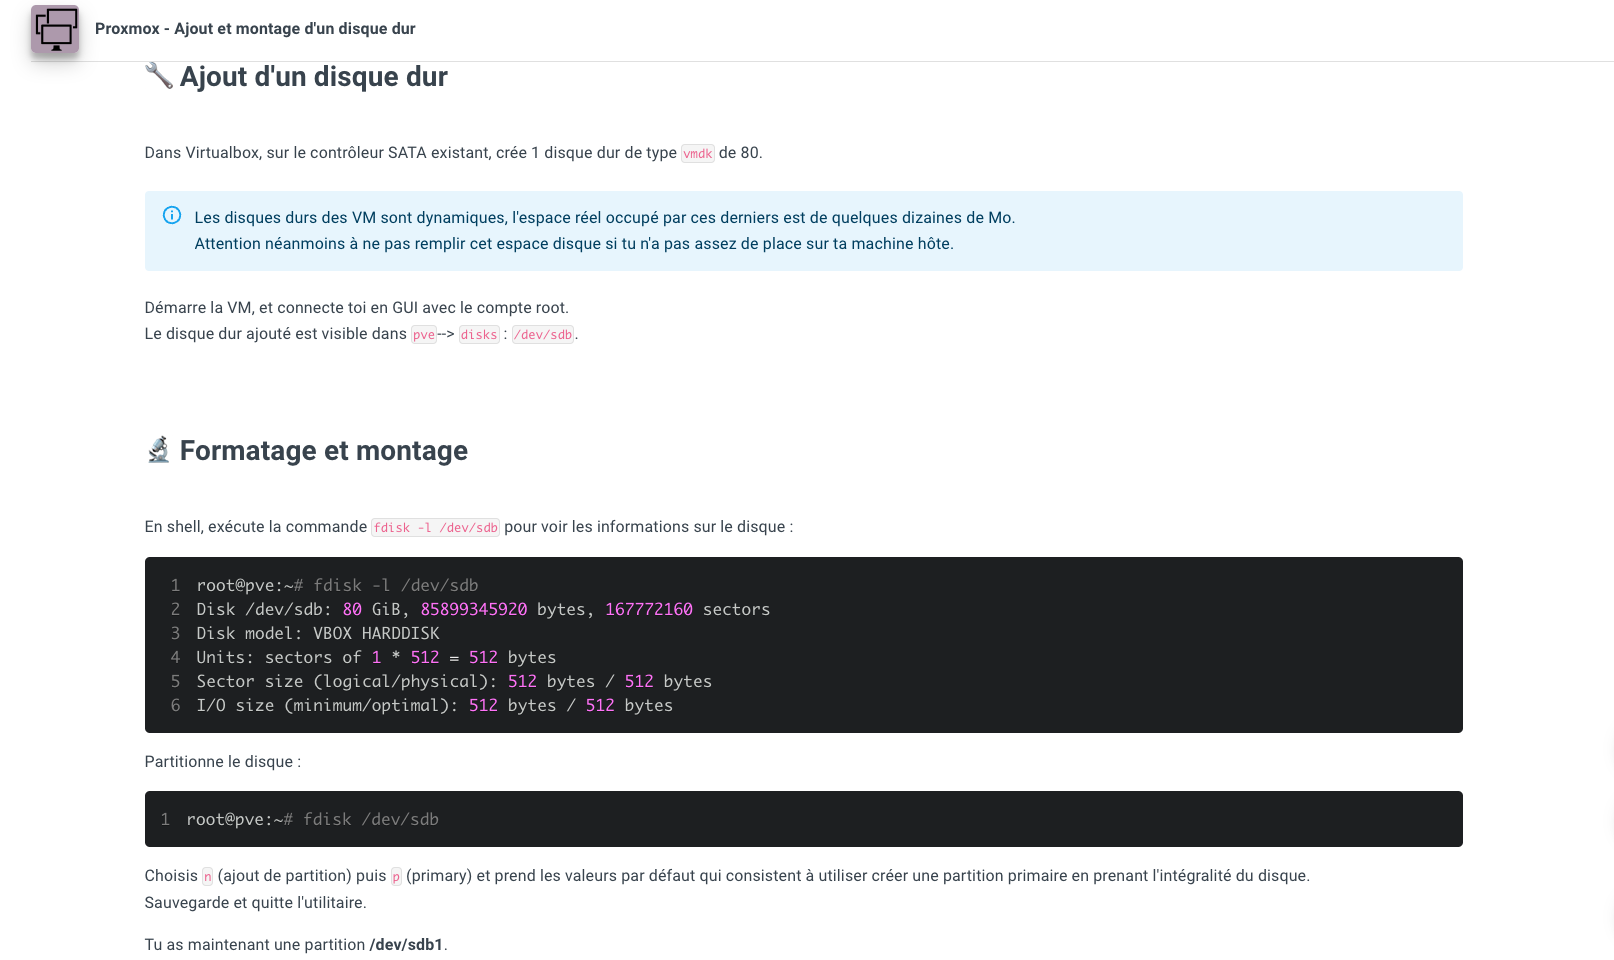 Proxmox - Ajout et montage d'un disque dur
Ajout d'un disque dur
Dans Virtualbox, sur le contrôleur SATA existant, crée 1 disque dur de type vmdk de 80.
Les disques durs des VM sont dynamiques, l'espace réel occupé par ces derniers est de quelques dizaines de Mo.
Attention néanmoins à ne pas remplir cet espace disque si tu n'a pas assez de place sur ta machine hôte.
Démarre la VM, et connecte toi en GUI avec le compte root.
Le disque dur ajouté est visible dans pve--> disks : /dev/sdb.
Formatage et montage
En shell, exécute la commande fdisk -l /dev/sdb pour voir les informations sur le disque :
1 root@pve:~# fdisk -l /dev/sdb
2 Disk /dev/sdb: 80 GiB, 85899345920 bytes, 167772160 sectors
3 Disk model: VBOX HARDDISK
4 Units: sectors of 1 * 512 = 512 bytes
5 Sector size (logical/physical): 512 bytes / 512 bytes
6 I/O size (minimum/optimal): 512 bytes / 512 bytes
Partitionne le disque :
1 root@pve:~# fdisk /dev/sdb
Choisis n (ajout de partition) puis p (primary) et prend les valeurs par défaut qui consistent à utiliser créer une partition primaire en prenant l'intégralité du disque.
Sauvegarde et quitte l'utilitaire.
Tu as maintenant une partition /dev/sdb1.